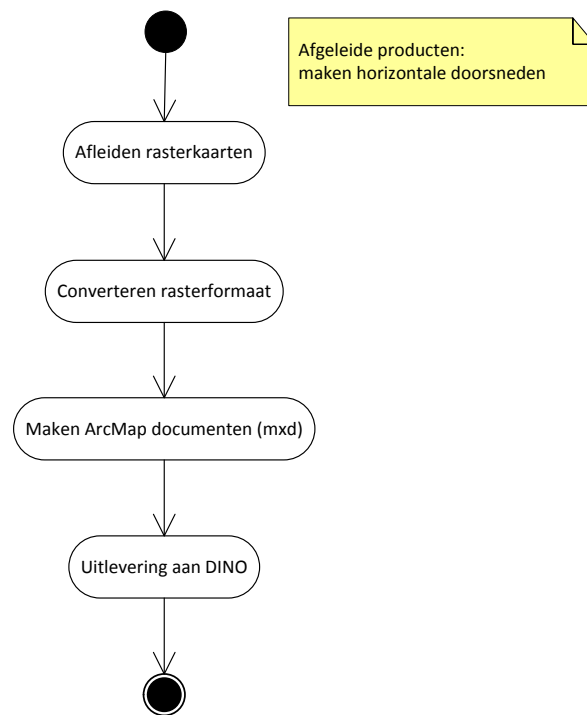 Afgeleide producten:
maken horizontale doorsneden
Afleiden rasterkaarten
Converteren rasterformaat
Maken ArcMap documenten (mxd)
Uitlevering aan DINO